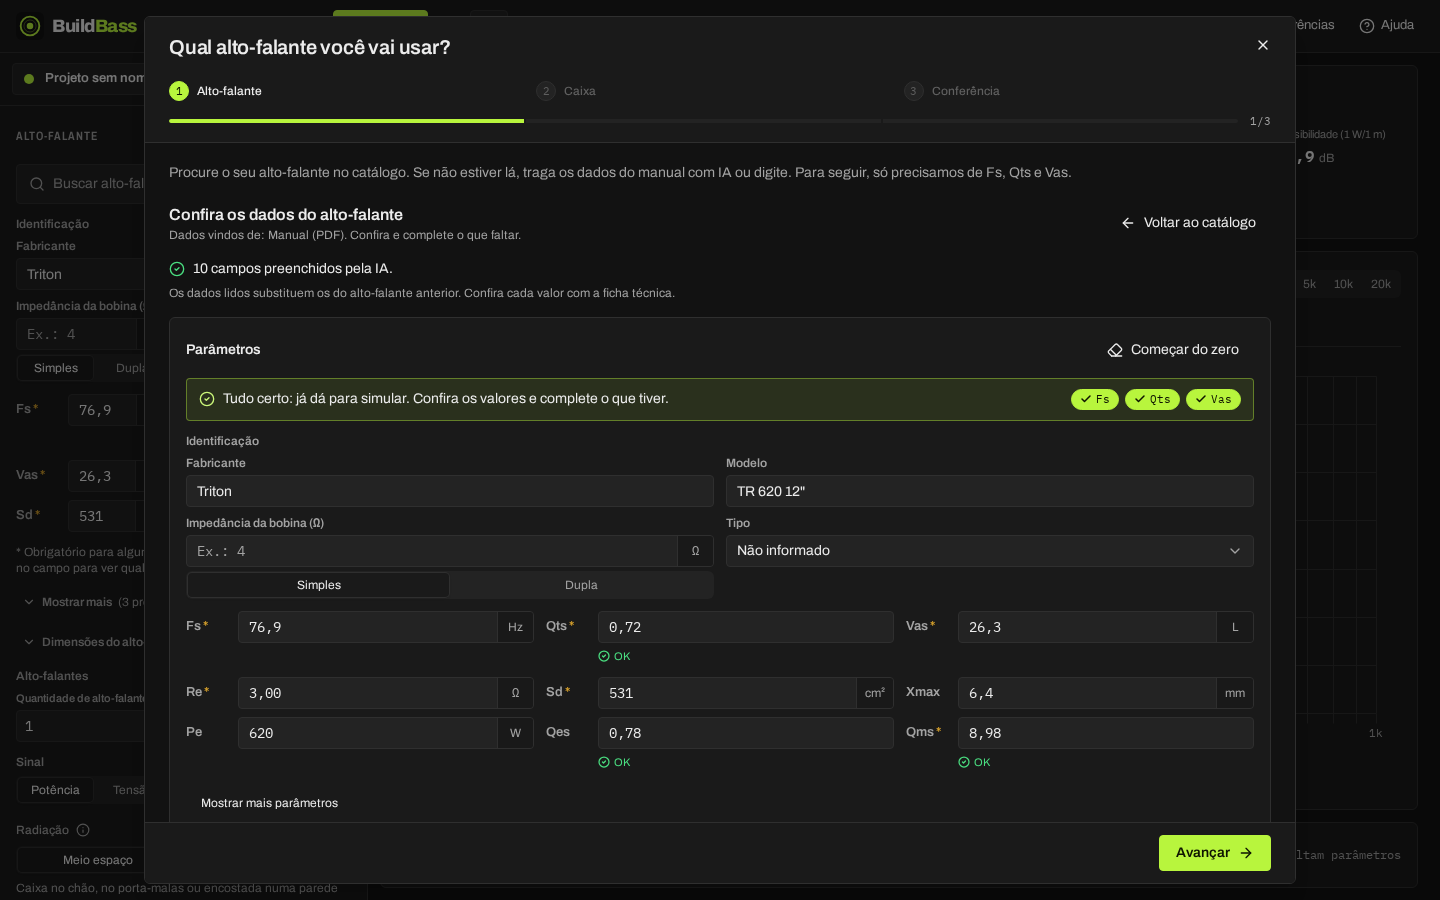 BuildBass
Ajuda
Projeto sem nom
Qual alto-falante você vai usar?
1 Alto-falante
2 Caixa
3 Conferência
1/3
ALTO-FALANTE
Buscar alto-fal
Identificação
Fabricante
Triton
Impedância da bobina (
Ex.: 4
Simples
Dupl
Fs*
76,9
Vas*
26,3
Sd*
531
* Obrigatório para algu
no campo para ver qual
Mostrar mais (3 pr
Dimensões do alto
Alto-falantes
Quantidade de alto-falante
1
Sinal
Potência
Tensã
Radiação
Meio espaço
Caixa no chão, no porta-malas ou encostada numa parede
Procure o seu alto-falante no catálogo. Se não estiver lá, traga os dados do manual com IA ou digite. Para seguir, só precisamos de Fs, Qts e Vas.
Confira os dados do alto-falante
Dados vindos de: Manual (PDF). Confira e complete o que faltar.
Voltar ao catálogo
10 campos preenchidos pela IA.
Os dados lidos substituem os do alto-falante anterior. Confira cada valor com a ficha técnica.
Parâmetros
Começar do zero
Tudo certo: já dá para simular. Confira os valores e complete o que tiver.
Fs
Qts
Vas
Identificação
Fabricante
Modelo
Triton
TR 620 12"
Impedância da bobina (Ω)
Tipo
Ex.: 4 Ω
Não informado
Simples
Dupla
Fs* 76,9 Hz
Qts* 0,72
Vas* 26,3 L
OK
Re* 3,00 Ω
Sd* 531 cm²
Xmax 6,4 mm
Pe 620 W
Qes 0,78
Qms* 8,98
OK
OK
Mostrar mais parâmetros
Avançar
rências
sibilidade (1 W/1 m)
,9 dB
5k 10k 20k
1k
ltam parâmetros